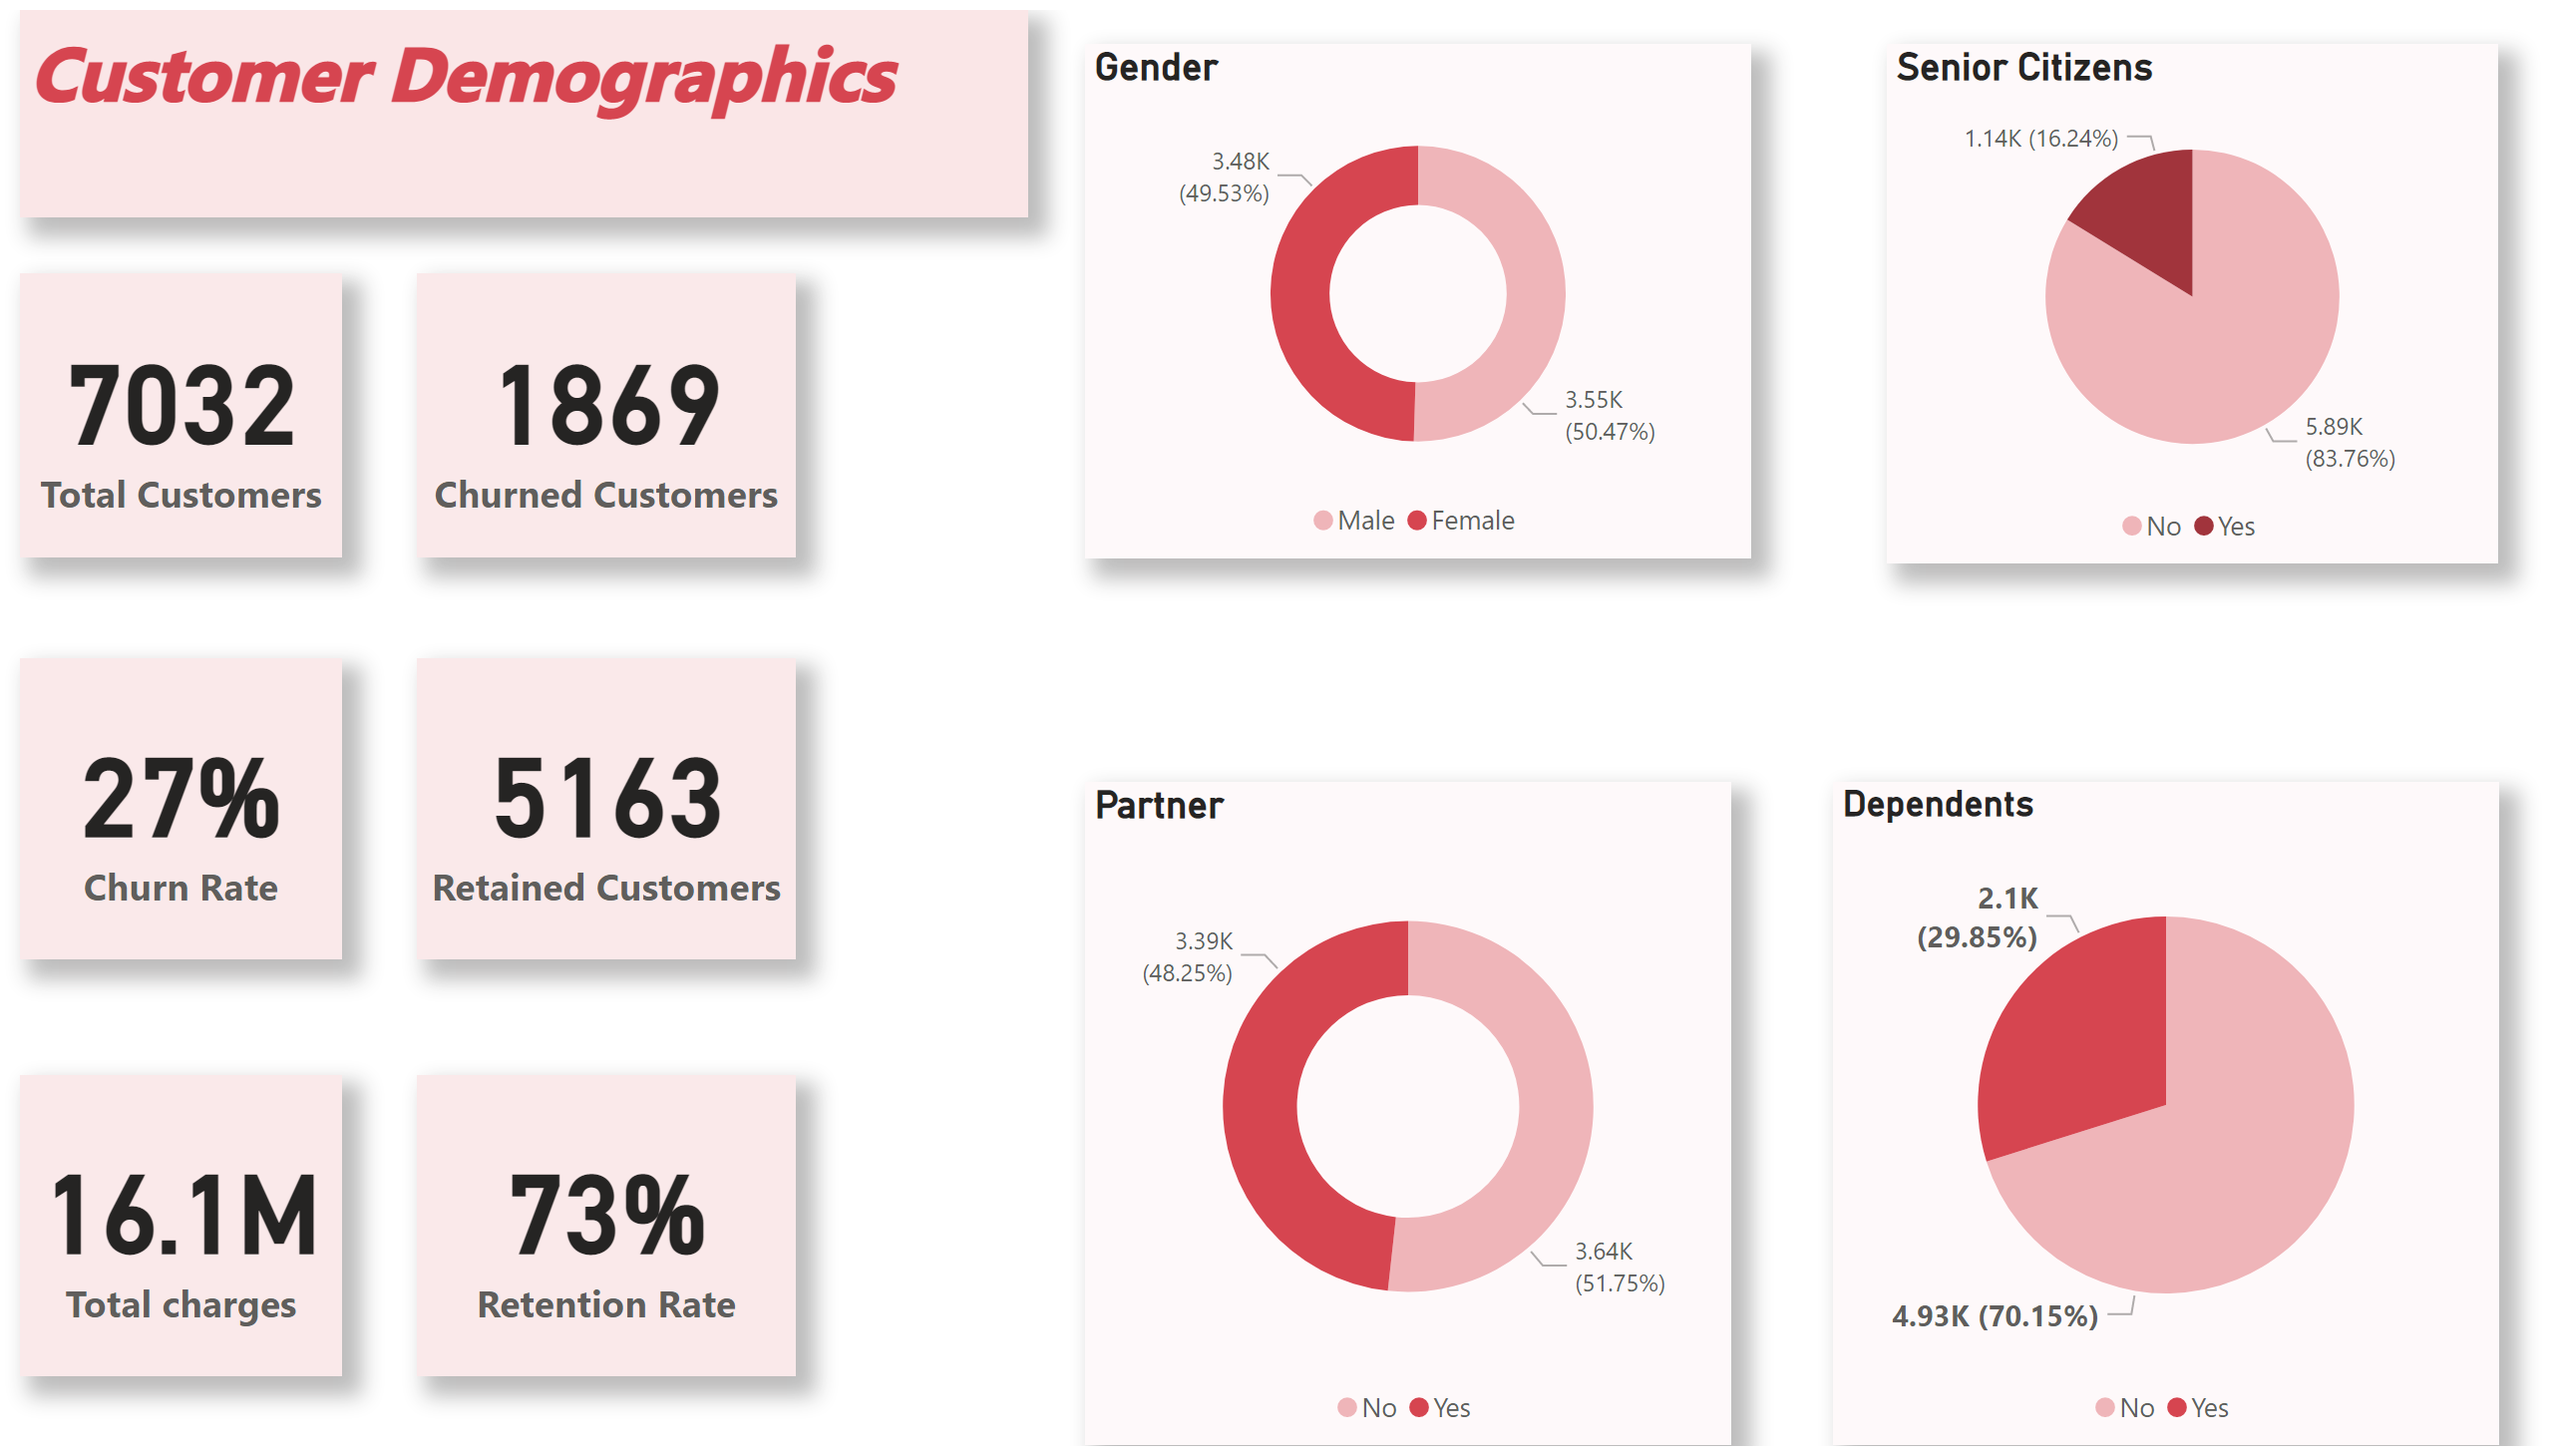 Customer Demographics
7032
Total Customers
1869
Churned Customers
27%
Churn Rate
5163
Retained Customers
16.1M
Total charges
73%
Retention Rate
Gender
3.48K
(49.53%)
3.55K
(50.47%)
Male Female
Senior Citizens
1.14K (16.24%)
5.89K
(83.76%)
No Yes
Partner
3.39K
(48.25%)
3.64K
(51.75%)
No Yes
Dependents
2.1K
(29.85%)
4.93K (70.15%)
No Yes